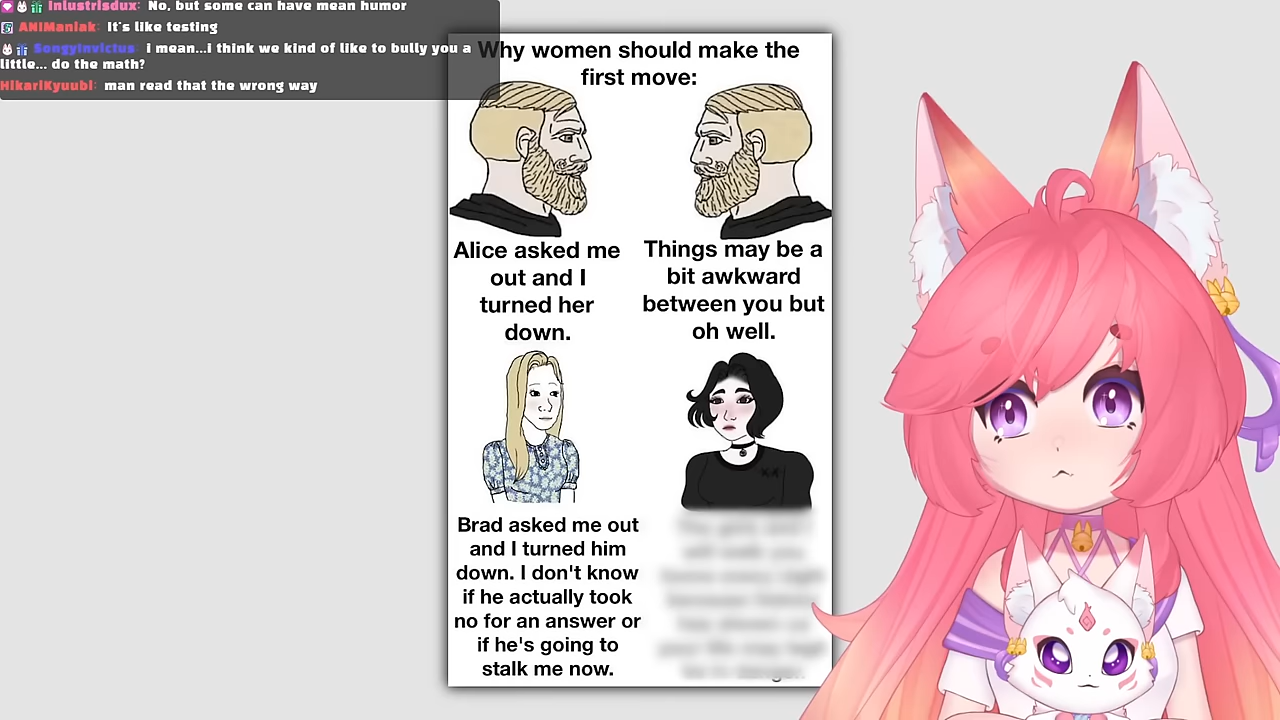 Inlustrisdux: No, but some can have mean humor
ANIManiak: It's like testing
SongyInvictus: i mean...i think we kind of like to bully you a
little... do the math?
HikariKyuubi: man read that the wrong way
Why women should make the
first move:
Alice asked me
out and I
turned her
down.
Things may be a
bit awkward
between you but
oh well.
Brad asked me out
and I turned him
down. I don't know
if he actually took
no for an answer or
if he's going to
stalk me now.